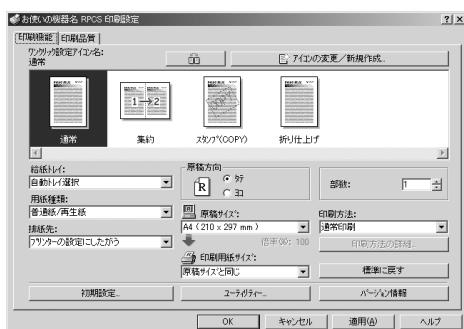 お使いの機器名 RPCS 印刷設定
印刷機能 印刷品質
ワンクリック設定アイコン名:
通常
アイコンの変更／新規作成...
1→2
通常 集約 スタンプ(COPY) 折り仕上げ
給紙トレイ:
自動トレイ選択
用紙種類:
普通紙/再生紙
排紙先:
プリンターの設定にしたがう
原稿方向
R
タテ
ヨコ
原稿サイズ:
A4 (210 x 297 mm)
倍率(%): 100
印刷用紙サイズ:
原稿サイズと同じ
部数: 1
印刷方法:
通常印刷
印刷方法の詳細...
標準に戻す
初期設定... ユーティリティー... バージョン情報
OK キャンセル 適用(A) ヘルプ